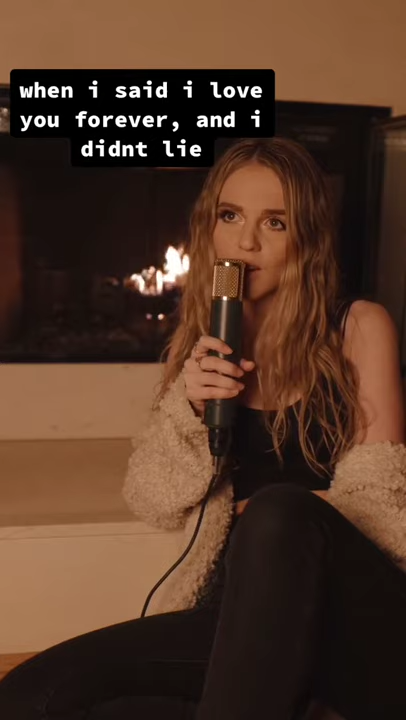 when i said i love
you forever, and i
didnt lie